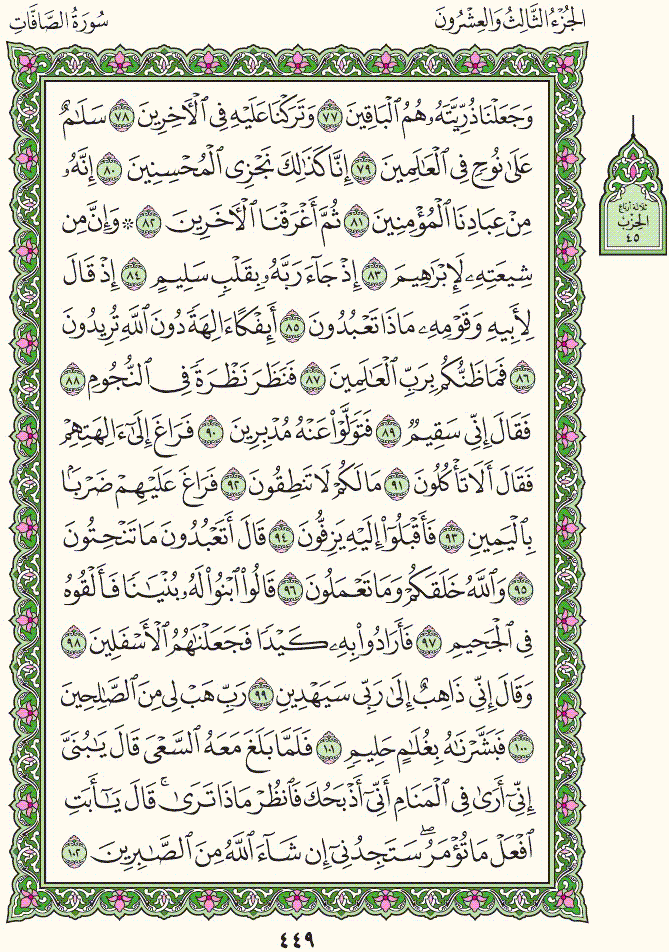 الجُزْءُ الثَّالِثُ وَالعِشْرُونَ
سُورَةُ الصَّافَّاتِ
وَجَعَلْنَا ذُرِّيَّتَهُۥ هُمُ ٱلْبَاقِينَ ٧٧ وَتَرَكْنَا عَلَيْهِ فِى ٱلْأَخِرِينَ ٧٨ سَلَٰمٌ
عَلَىٰ نُوحٍ فِى ٱلْعَٰلَمِينَ ٧٩ إِنَّا كَذَٰلِكَ نَجْزِى ٱلْمُحْسِنِينَ ٨٠ إِنَّهُۥ
مِنْ عِبَادِنَا ٱلْمُؤْمِنِينَ ٨١ ثُمَّ أَغْرَقْنَا ٱلْأَخَرِينَ ٨٢ * وَإِنَّ مِن
شِيعَتِهِۦ لَإِبْرَٰهِيمَ ٨٣ إِذْ جَآءَ رَبَّهُۥ بِقَلْبٍ سَلِيمٍ ٨٤ إِذْ قَالَ
لِأَبِيهِ وَقَوْمِهِۦ مَاذَا تَعْبُدُونَ ٨٥ أَئِفْكًا ءَالِهَةً دُونَ ٱللَّهِ تُرِيدُونَ
٨٦ فَمَا ظَنُّكُم بِرَبِّ ٱلْعَٰلَمِينَ ٨٧ فَنَظَرَ نَظْرَةً فِى ٱلنُّجُومِ ٨٨
فَقَالَ إِنِّى سَقِيمٌ ٨٩ فَتَوَلَّوْا۟ عَنْهُ مُدْبِرِينَ ٩٠ فَرَاغَ إِلَىٰٓ ءَالِهَتِهِمْ
فَقَالَ أَلَا تَأْكُلُونَ ٩١ مَا لَكُمْ لَا تَنطِقُونَ ٩٢ فَرَاغَ عَلَيْهِمْ ضَرْبًۢا
بِٱلْيَمِينِ ٩٣ فَأَقْبَلُوٓا۟ إِلَيْهِ يَزِفُّونَ ٩٤ قَالَ أَتَعْبُدُونَ مَا تَنْحِتُونَ
٩٥ وَٱللَّهُ خَلَقَكُمْ وَمَا تَعْمَلُونَ ٩٦ قَالُوا۟ ٱبْنُوا۟ لَهُۥ بُنْيَٰنًا فَأَلْقُوهُ
فِى ٱلْجَحِيمِ ٩٧ فَأَرَادُوا۟ بِهِۦ كَيْدًا فَجَعَلْنَٰهُمُ ٱلْأَسْفَلِينَ ٩٨
وَقَالَ إِنِّى ذَاهِبٌ إِلَىٰ رَبِّى سَيَهْدِينِ ٩٩ رَبِّ هَبْ لِى مِنَ ٱلصَّٰلِحِينَ
١٠٠ فَبَشَّرْنَٰهُ بِغُلَٰمٍ حَلِيمٍ ١٠١ فَلَمَّا بَلَغَ مَعَهُ ٱلسَّعْىَ قَالَ يَٰبُنَىَّ
إِنِّىٓ أَرَىٰ فِى ٱلْمَنَامِ أَنِّىٓ أَذْبَحُكَ فَٱنظُرْ مَاذَا تَرَىٰ ۚ قَالَ يَٰٓأَبَتِ
ٱفْعَلْ مَا تُؤْمَرُ ۖ سَتَجِدُنِىٓ إِن شَآءَ ٱللَّهُ مِنَ ٱلصَّٰبِرِينَ ١٠٢
ثلاثة أرباع
الحزب
٤٥
٤٤٩